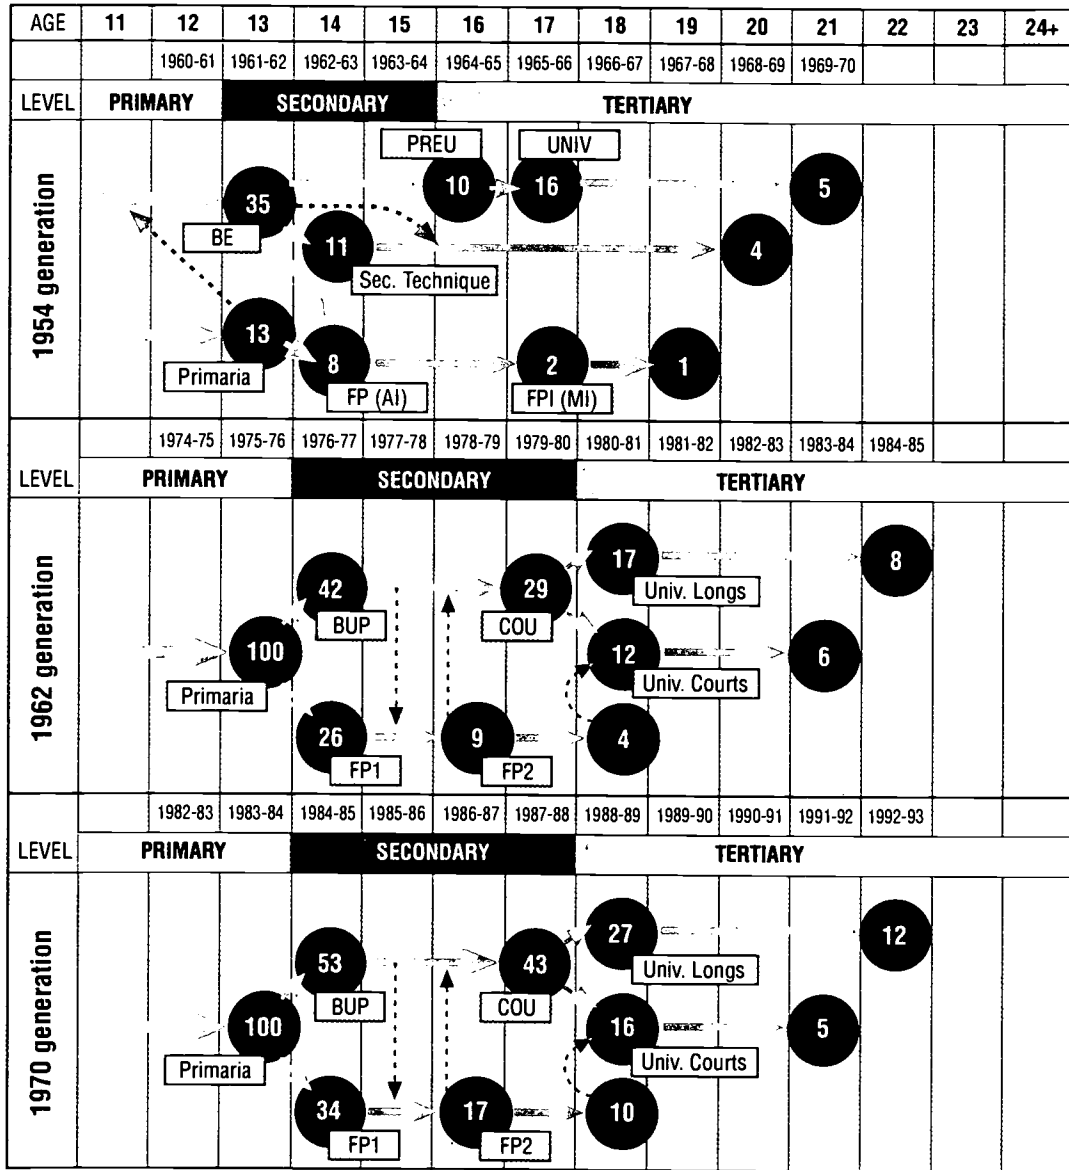 AGE 11 12 13 14 15 16 17 18 19 20 21 22 23 24+
1960-61 1961-62 1962-63 1963-64 1964-65 1965-66 1966-67 1967-68 1968-69 1969-70
LEVEL PRIMARY SECONDARY TERTIARY
1954 generation
PREU UNIV
35 10 16 5
BE
11 4
Sec. Technique
13
Primaria
8 2 1
FP (AI) FPI (MI)
1974-75 1975-76 1976-77 1977-78 1978-79 1979-80 1980-81 1981-82 1982-83 1983-84 1984-85
LEVEL PRIMARY SECONDARY TERTIARY
1962 generation
17 8
42 29
Univ. Longs
BUP COU
100 12 6
Primaria Univ. Courts
26 9 4
FP1 FP2
1982-83 1983-84 1984-85 1985-86 1986-87 1987-88 1988-89 1989-90 1990-91 1991-92 1992-93
LEVEL PRIMARY SECONDARY TERTIARY
1970 generation
27 12
53 43
Univ. Longs
BUP COU
100 16 5
Primaria Univ. Courts
34 17 10
FP1 FP2